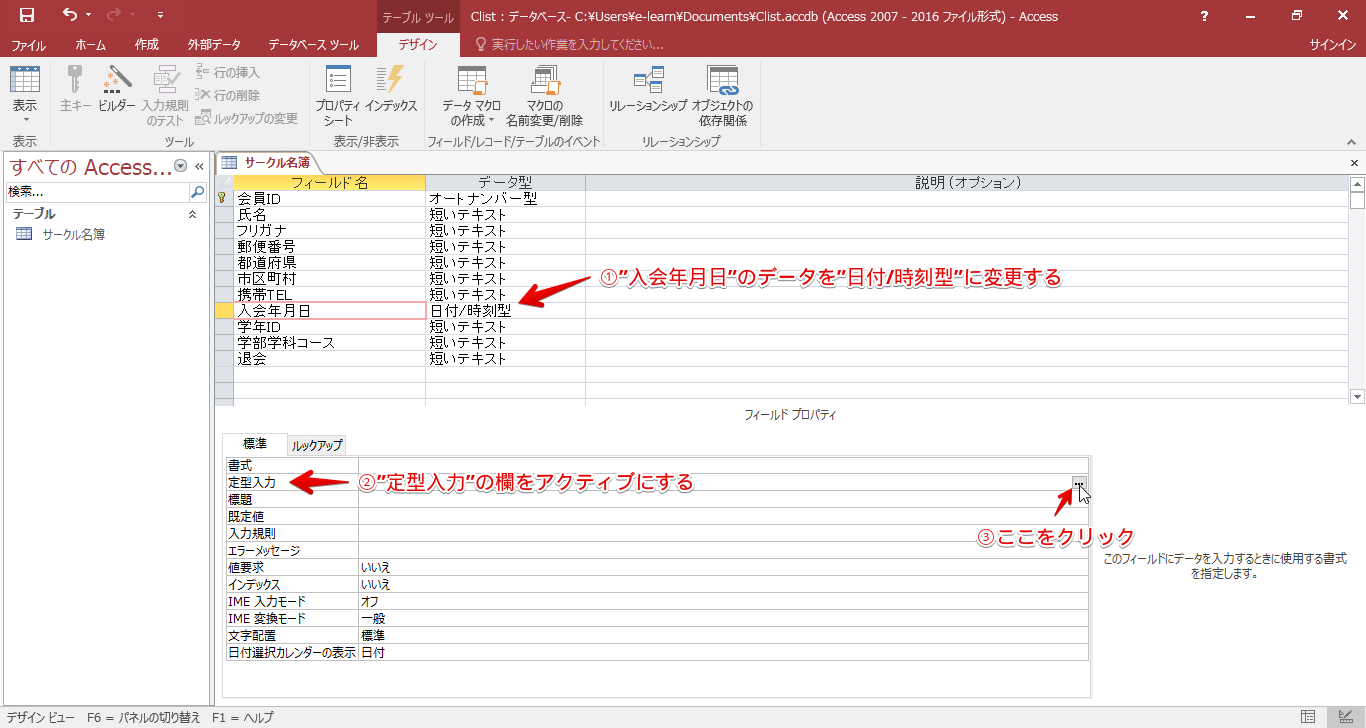 テーブル ツール
Clist : データベース- C:¥Users¥e-learn¥Documents¥Clist.accdb (Access 2007 - 2016 ファイル形式) - Access
?
ファイル ホーム 作成 外部データ データベース ツール デザイン 実行したい作業を入力してください... サインイン
表示
主キー
ビルダー
入力規則
のテスト
行の挿入
行の削除
ルックアップの変更
プロパティ
シート
インデックス
データ マクロ
の作成
マクロの
名前変更/削除
リレーションシップ
オブジェクトの
依存関係
表示 ツール 表示/非表示 フィールド/レコード/テーブルのイベント リレーションシップ
すべての Access...
検索...
テーブル
サークル名簿
サークル名簿
フィールド名 データ型 説明(オプション)
会員ID オートナンバー型
氏名 短いテキスト
フリガナ 短いテキスト
郵便番号 短いテキスト
都道府県 短いテキスト
市区町村 短いテキスト
携帯TEL 短いテキスト
入会年月日 日付/時刻型
学年ID 短いテキスト
学部学科コース 短いテキスト
退会 短いテキスト
①”入会年月日”のデータを”日付/時刻型”に変更する
フィールド プロパティ
標準 ルックアップ
書式
定型入力
標題
既定値
入力規則
エラーメッセージ
値要求 いいえ
インデックス いいえ
IME 入力モード オフ
IME 変換モード 一般
文字配置 標準
日付選択カレンダーの表示 日付
②”定型入力”の欄をアクティブにする
...
③ここをクリック
このフィールドにデータを入力するときに使用する書式
を指定します。
デザイン ビュー F6 = パネルの切り替え F1 = ヘルプ